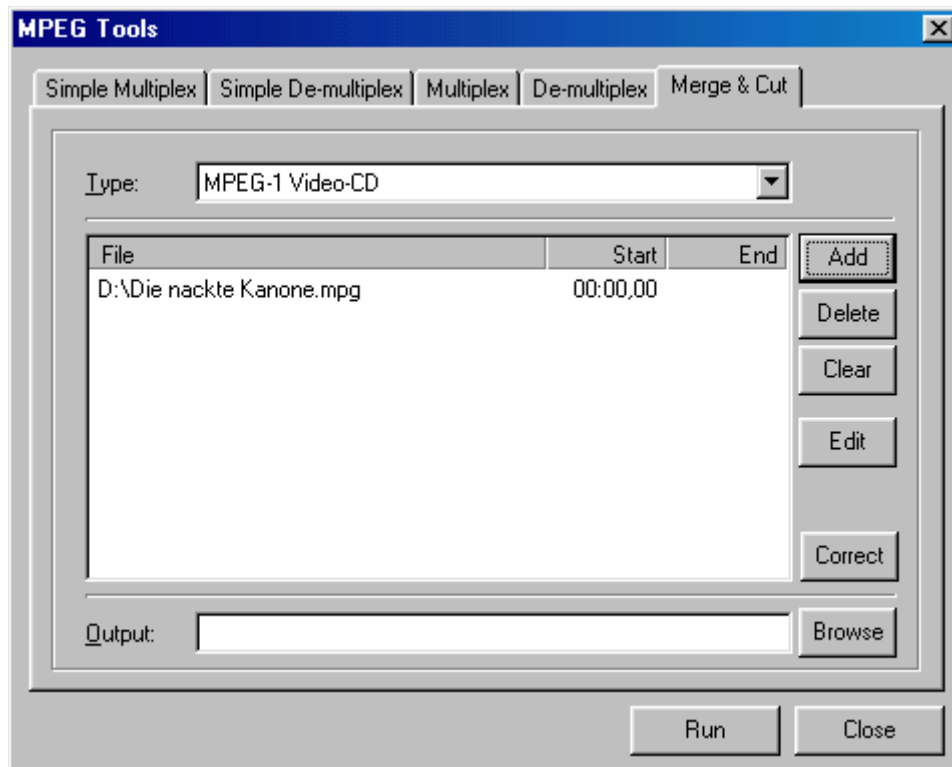 MPEG Tools
Simple Multiplex Simple De-multiplex Multiplex De-multiplex Merge & Cut
Type: MPEG-1 Video-CD
File Start End Add
D:\Die nackte Kanone.mpg 00:00,00
Delete
Clear
Edit
Correct
Output: Browse
Run Close